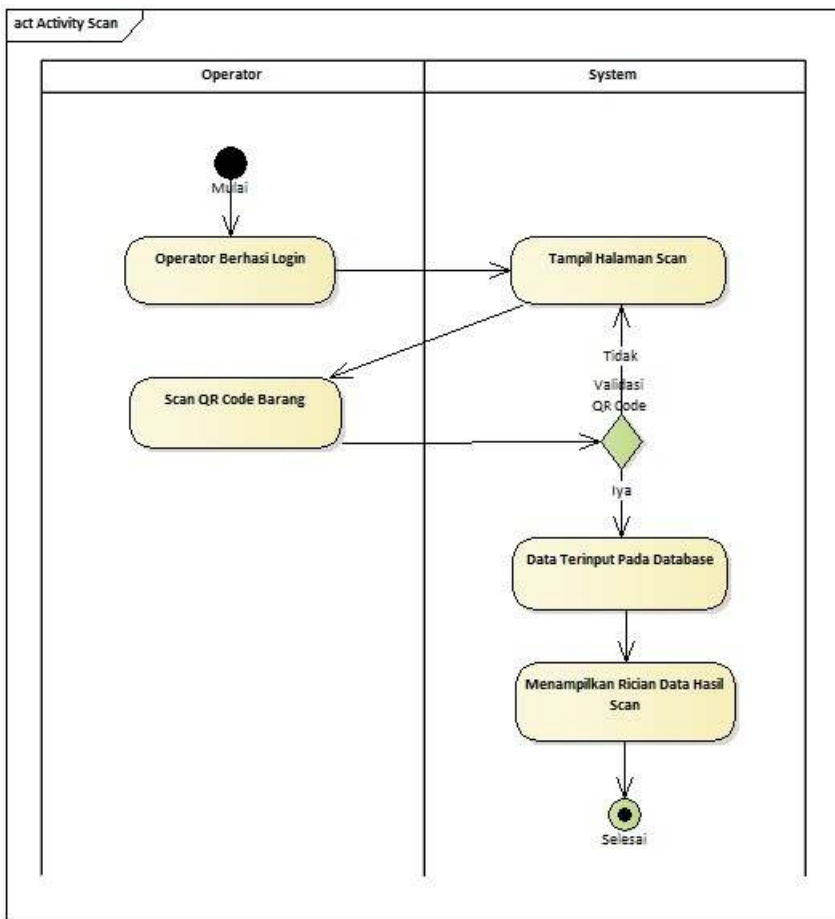 act Activity Scan
Operator
System
Mulai
Operator Berhasi Login
Tampil Halaman Scan
Tidak
Scan QR Code Barang
Validasi
QR Code
Iya
Data Terinput Pada Database
Menampilkan Rician Data Hasil
Scan
Selesai